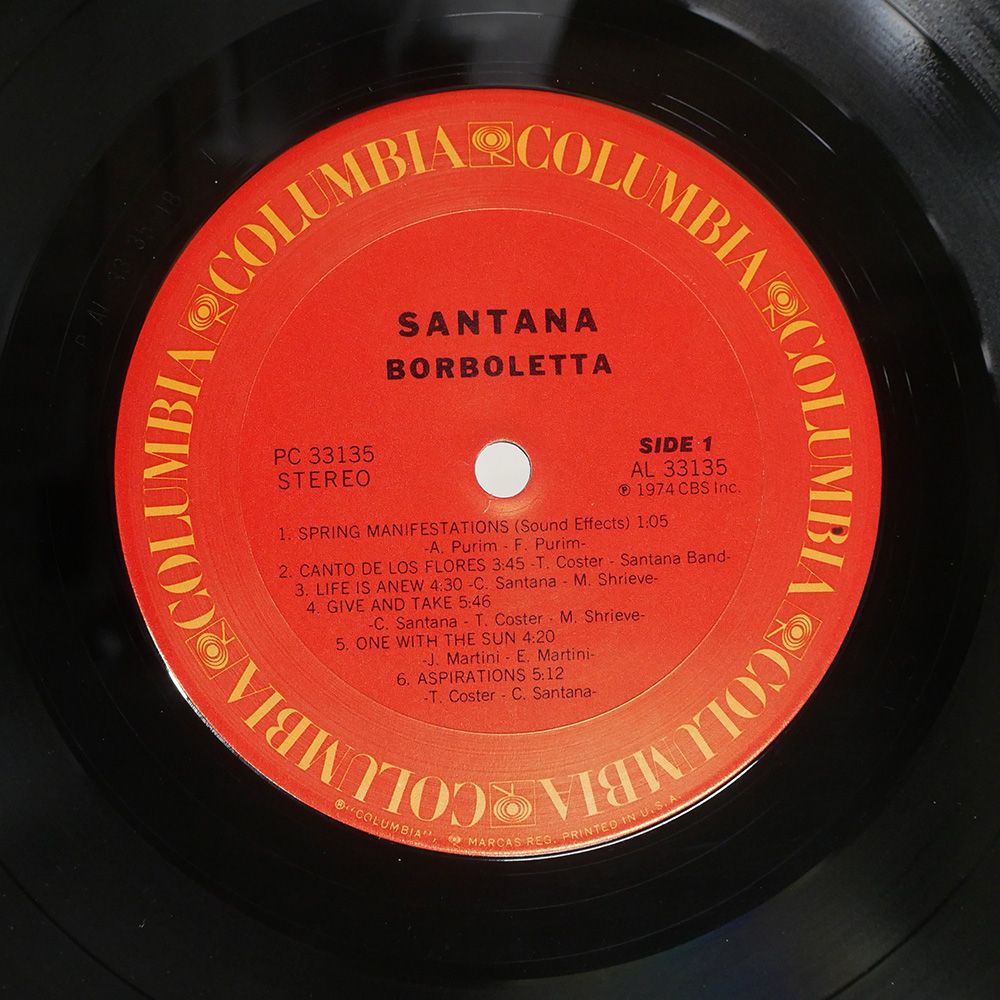 COLUMBIA COLUMBIA COLUMBIA COLUMBIA COLUMBIA COLUMBIA COLUMBIA
SANTANA
BORBOLETTA
PC 33135
STEREO
SIDE 1
AL 33135
℗ 1974 CBS Inc.
1. SPRING MANIFESTATIONS (Sound Effects) 1:05
-A. Purim - F. Purim-
2. CANTO DE LOS FLORES 3:45 -T. Coster - Santana Band-
3. LIFE IS ANEW 4:30 -C. Santana - M. Shrieve-
4. GIVE AND TAKE 5:46
-C. Santana - T. Coster - M. Shrieve-
5. ONE WITH THE SUN 4:20
-J. Martini - E. Martini-
6. ASPIRATIONS 5:12
-T. Coster - C. Santana-
®"COLUMBIA", MARCAS REG. PRINTED IN U.S.A.